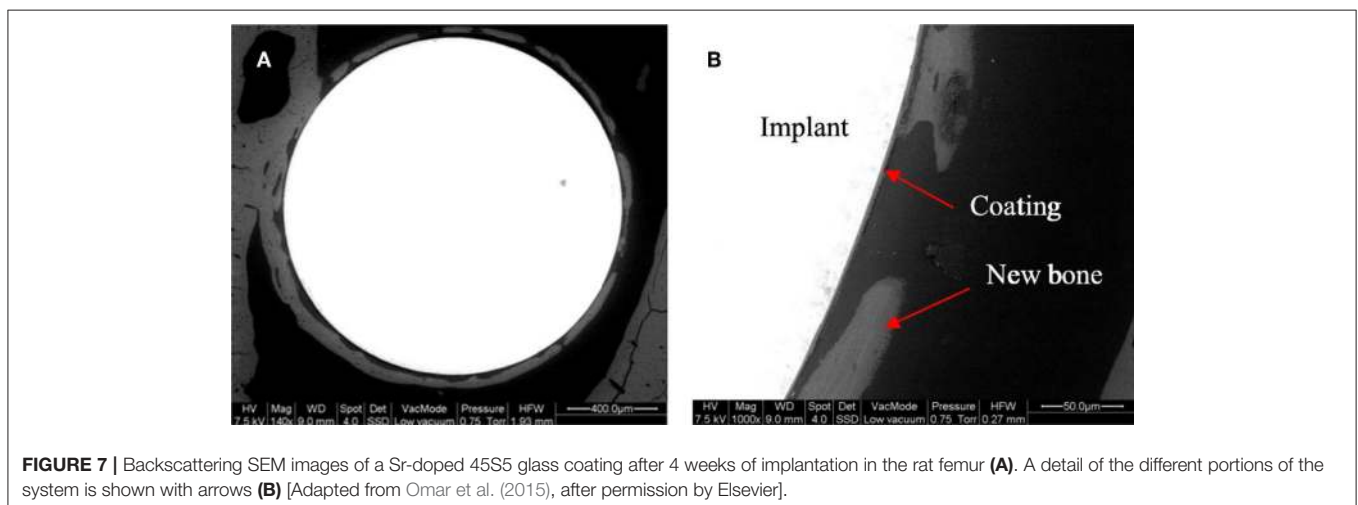 A
HV Mag WD Spot Det VacMode Pressure HFW 400.0µm
7.5 kV 140x 9.0 mm 4.0 SSD Low vacuum 0.75 Torr 1.93 mm
B
Implant
Coating
New bone
HV Mag WD Spot Det VacMode Pressure HFW 50.0µm
7.5 kV 1000x 9.0 mm 4.0 SSD Low vacuum 0.75 Torr 0.27 mm
FIGURE 7 | Backscattering SEM images of a Sr-doped 45S5 glass coating after 4 weeks of implantation in the rat femur (A). A detail of the different portions of the
system is shown with arrows (B) [Adapted from Omar et al. (2015), after permission by Elsevier].